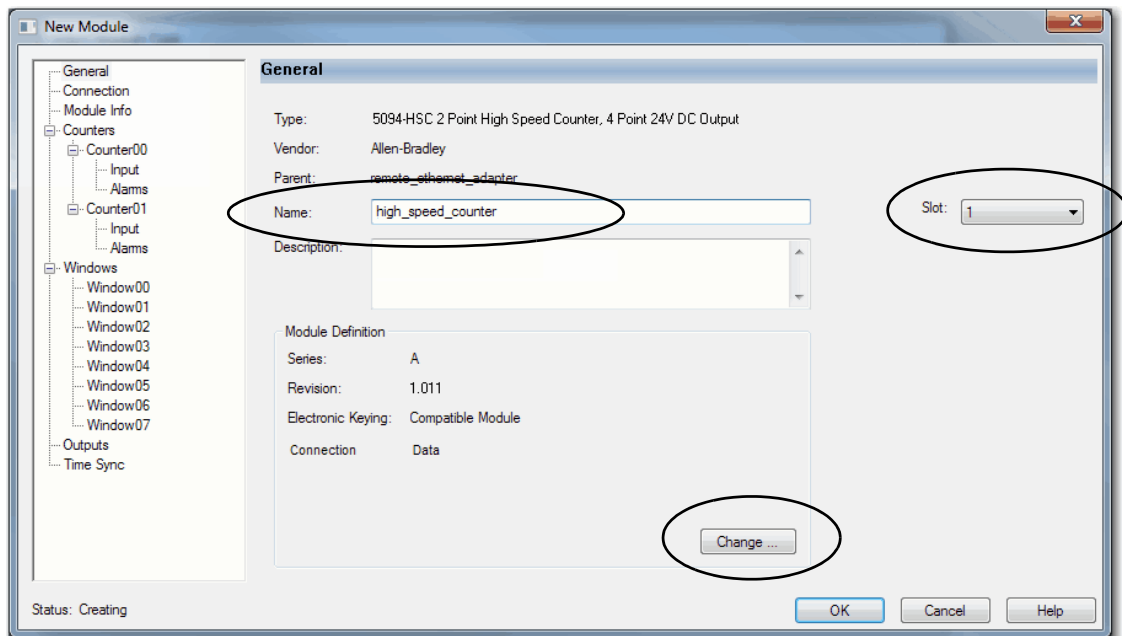 New Module
General
Connection
Module Info
Counters
Counter00
Input
Alarms
Counter01
Input
Alarms
Windows
Window00
Window01
Window02
Window03
Window04
Window05
Window06
Window07
Outputs
Time Sync
General
Type: 5094-HSC 2 Point High Speed Counter, 4 Point 24V DC Output
Vendor: Allen-Bradley
Parent: remote_ethernet_adapter
Name: high_speed_counter
Slot: 1
Description:
Module Definition
Series: A
Revision: 1.011
Electronic Keying: Compatible Module
Connection Data
Change ...
Status: Creating
OK Cancel Help